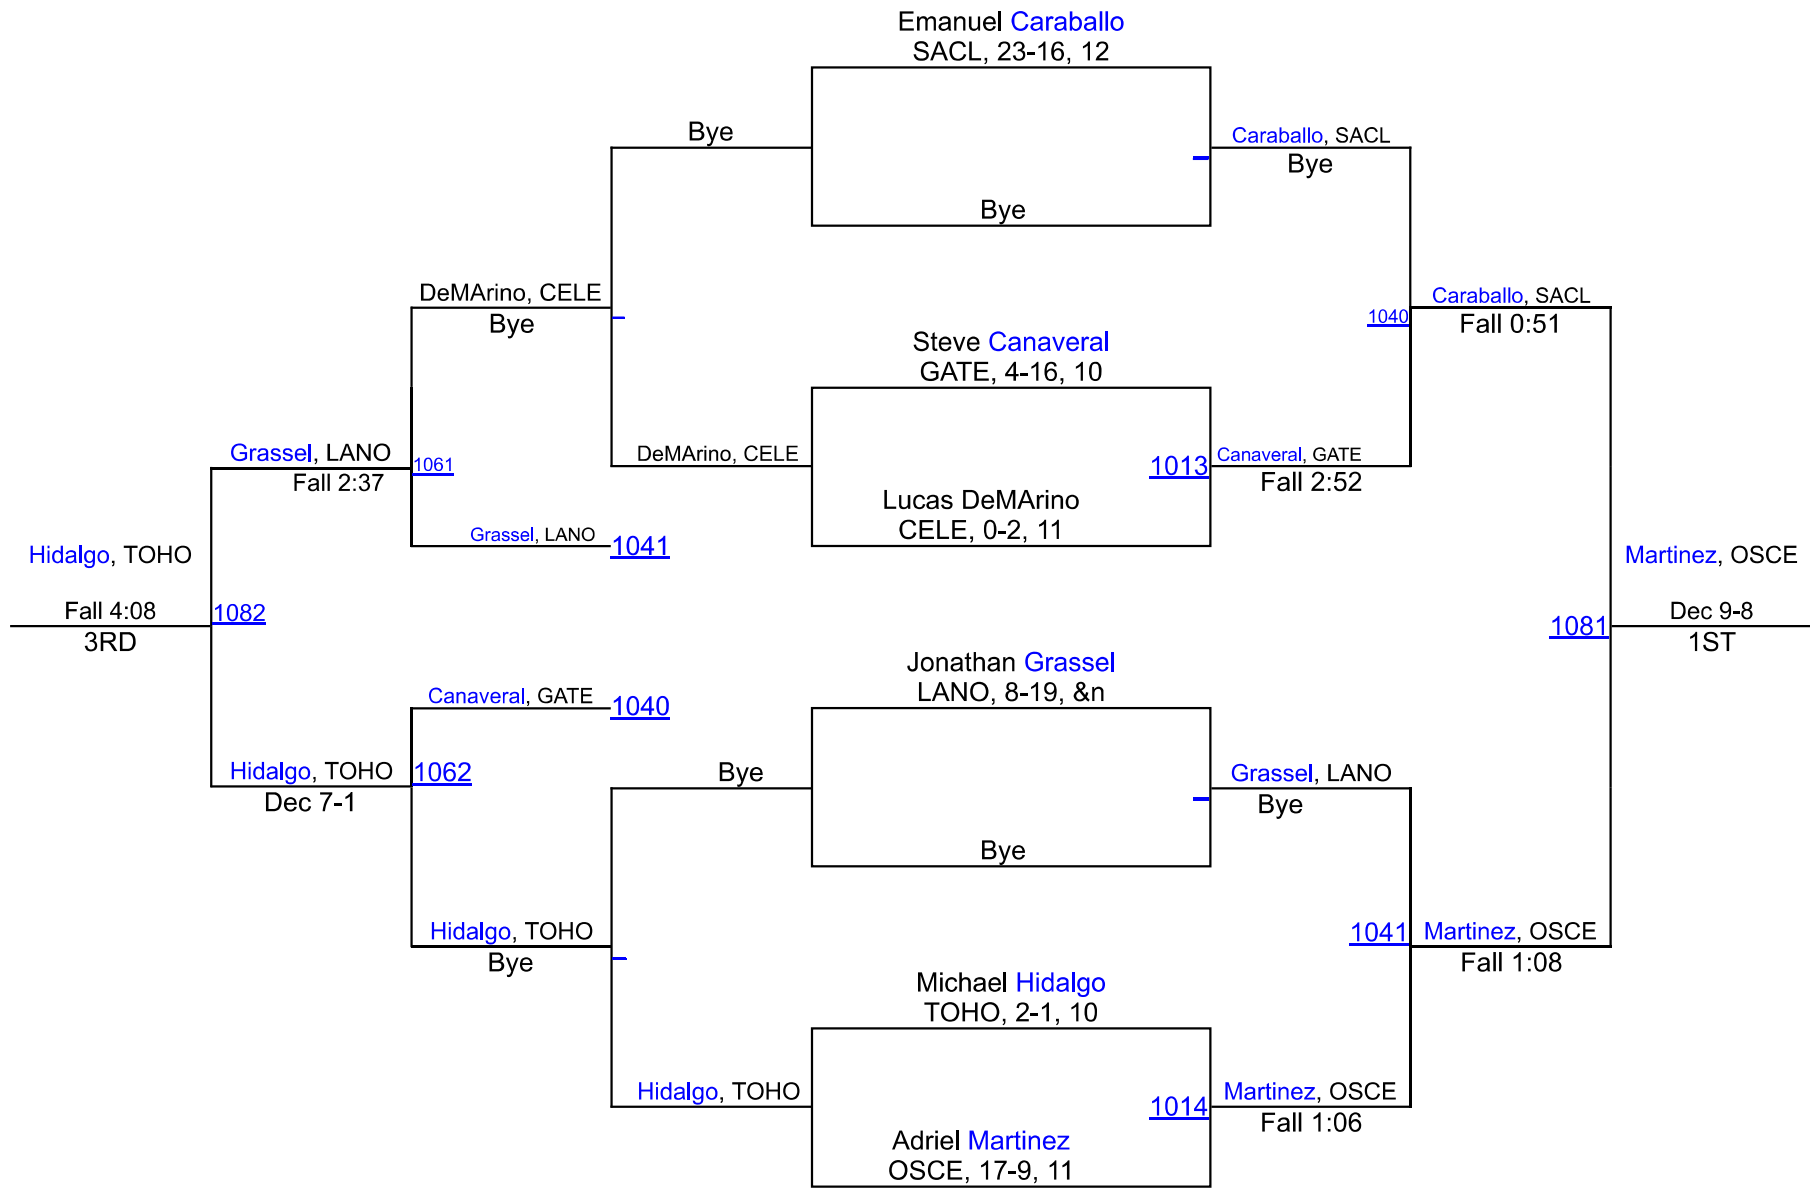 Emanuel Caraballo
SACL, 23-16, 12
Bye
Caraballo, SACL
Bye
Bye
DeMArino, CELE
Bye
Caraballo, SACL
1040
Fall 0:51
Steve Canaveral
GATE, 4-16, 10
Grassel, LANO
1061
Fall 2:37
DeMArino, CELE
1013
Canaveral, GATE
Fall 2:52
Lucas DeMArino
CELE, 0-2, 11
Grassel, LANO
1041
Hidalgo, TOHO
Martinez, OSCE
Fall 4:08
1082
3RD
1081
Dec 9-8
1ST
Jonathan Grassel
LANO, 8-19, &n
Canaveral, GATE
1040
Hidalgo, TOHO
1062
Dec 7-1
Bye
Grassel, LANO
Bye
Bye
Hidalgo, TOHO
Bye
1041
Martinez, OSCE
Fall 1:08
Michael Hidalgo
TOHO, 2-1, 10
Hidalgo, TOHO
1014
Martinez, OSCE
Fall 1:06
Adriel Martinez
OSCE, 17-9, 11